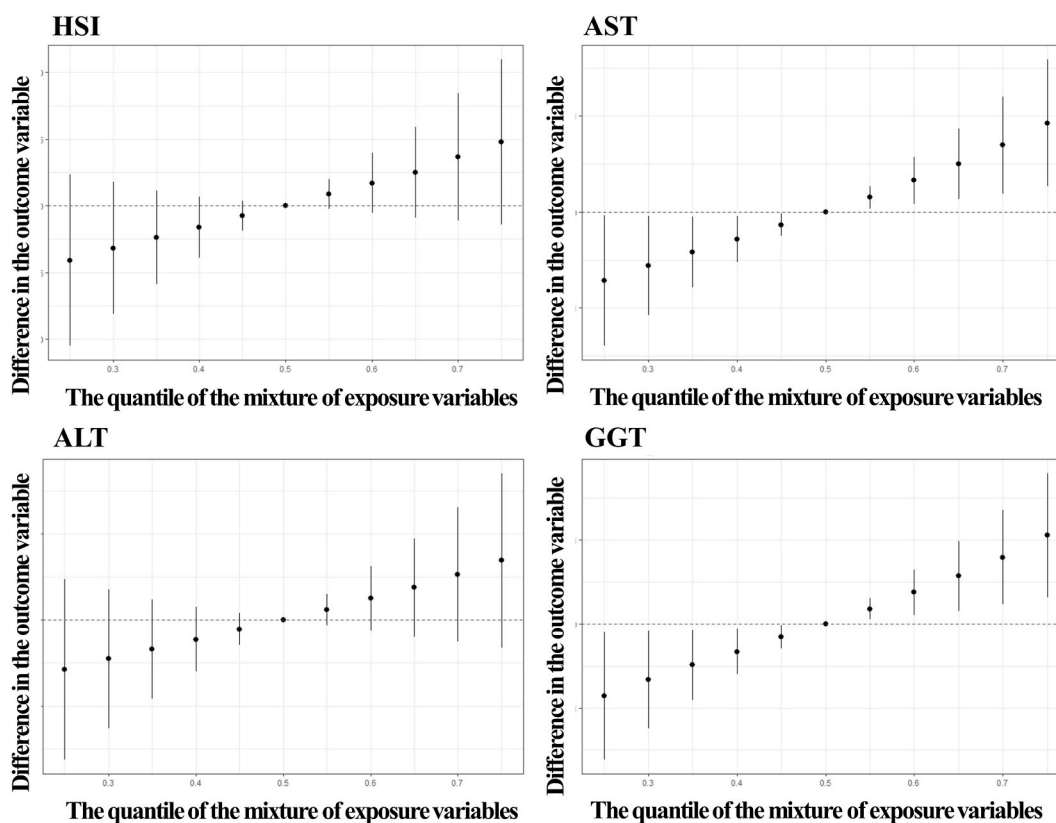 HSI
AST
Difference in the outcome variable
Difference in the outcome variable
0.3
0.4
0.5
0.6
0.7
0.3
0.4
0.5
0.6
0.7
The quantile of the mixture of exposure variables
The quantile of the mixture of exposure variables
ALT
GGT
Difference in the outcome variable
Difference in the outcome variable
0.3
0.4
0.5
0.6
0.7
0.3
0.4
0.5
0.6
0.7
The quantile of the mixture of exposure variables
The quantile of the mixture of exposure variables